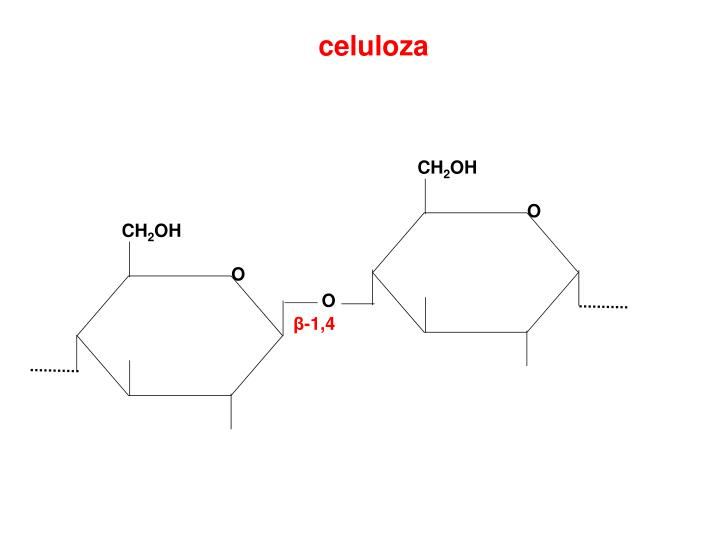 celuloza
CH₂OH
O
CH₂OH
O
O
β-1,4